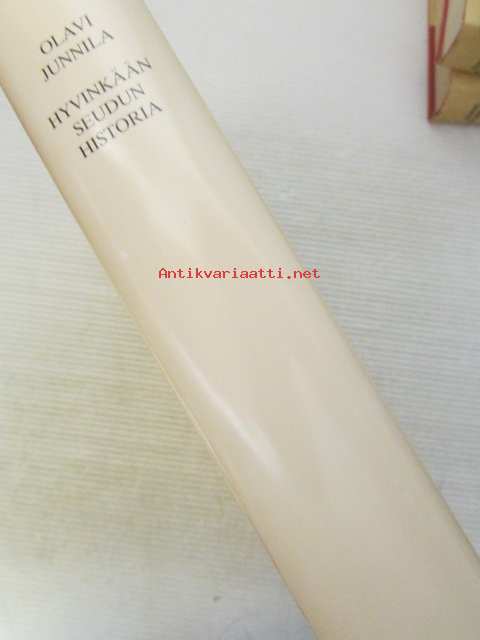 OLAVI
JUNNILA
HYVINKÄÄN
SEUDUN
HISTORIA
Antikvariaatti.net